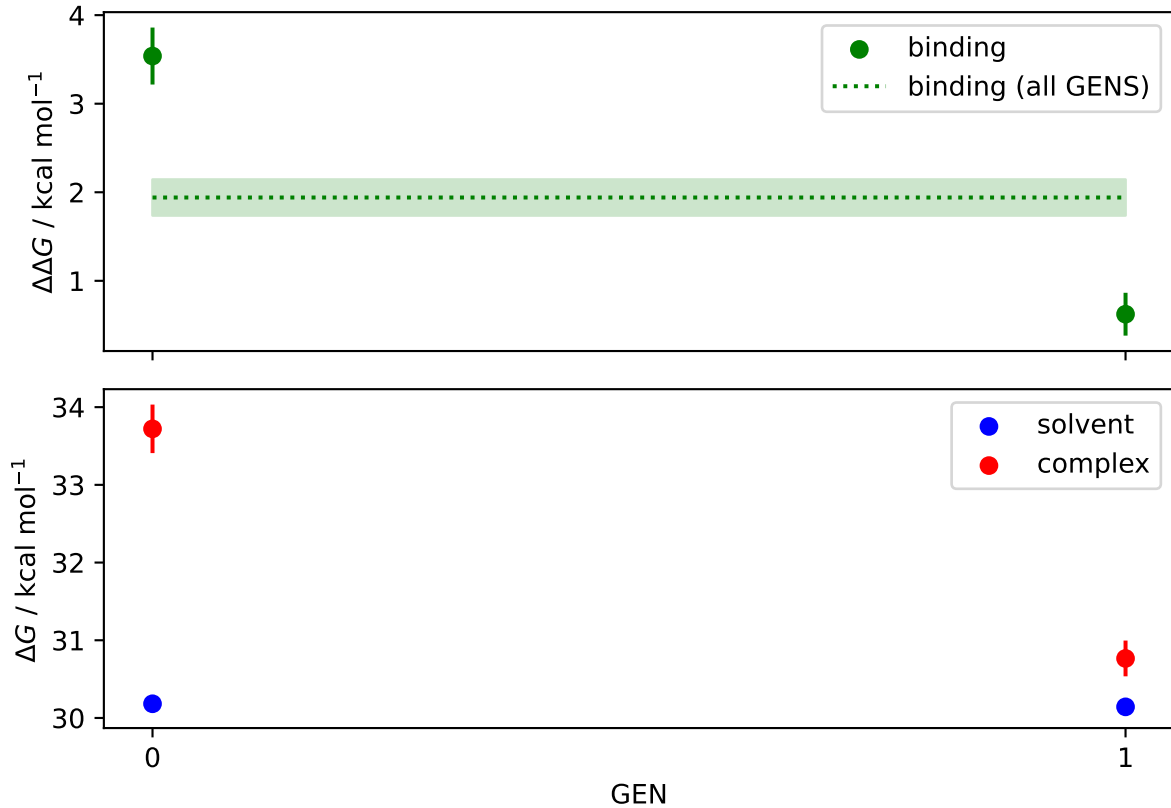 4
3
2
1
ΔΔG / kcal mol⁻¹
binding
binding (all GENS)
34
33
32
31
30
ΔG / kcal mol⁻¹
solvent
complex
0
1
GEN